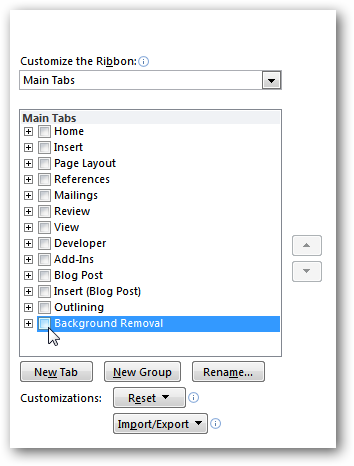 Customize the Ribbon:
Main Tabs
Main Tabs
Home
Insert
Page Layout
References
Mailings
Review
View
Developer
Add-Ins
Blog Post
Insert (Blog Post)
Outlining
Background Removal
New Tab New Group Rename...
Customizations: Reset
Import/Export